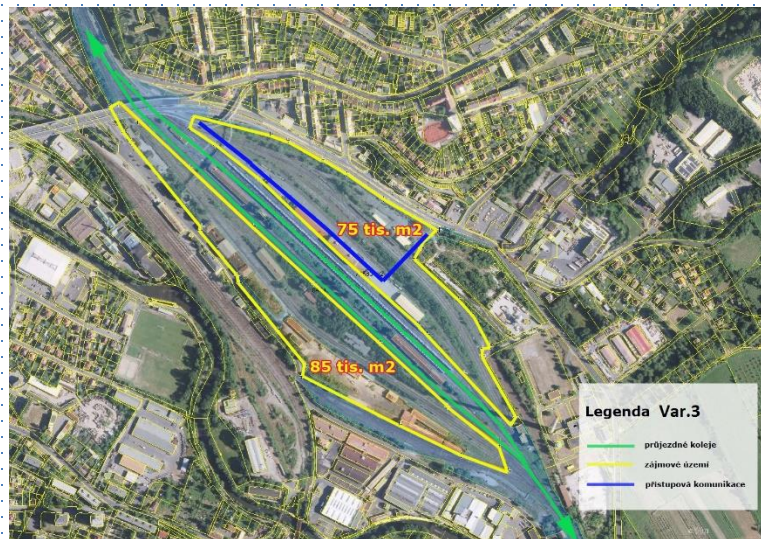 75 tis. m2
85 tis. m2
Legenda Var.3
průjezdné koleje
zájmové území
přístupová komunikace